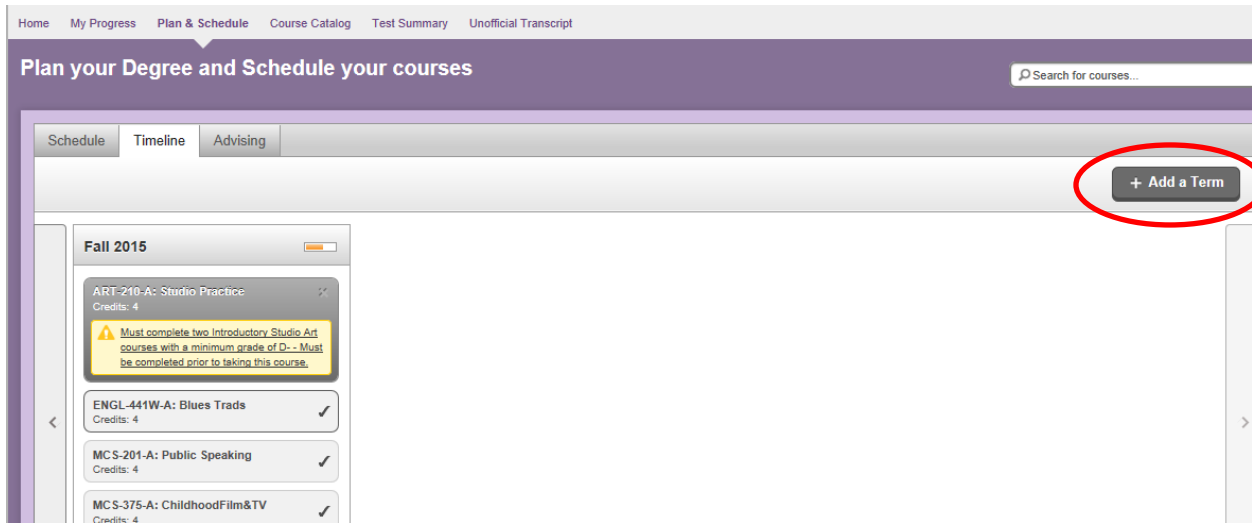 Home My Progress Plan & Schedule Course Catalog Test Summary Unofficial Transcript
Plan your Degree and Schedule your courses
Search for courses...
Schedule Timeline Advising
+ Add a Term
Fall 2015
ART-210-A: Studio Practice
Credits: 4
Must complete two Introductory Studio Art
courses with a minimum grade of D- - Must
be completed prior to taking this course.
ENGL-441W-A: Blues Trads
Credits: 4
MCS-201-A: Public Speaking
Credits: 4
MCS-375-A: ChildhoodFilm&TV
Credits: 4